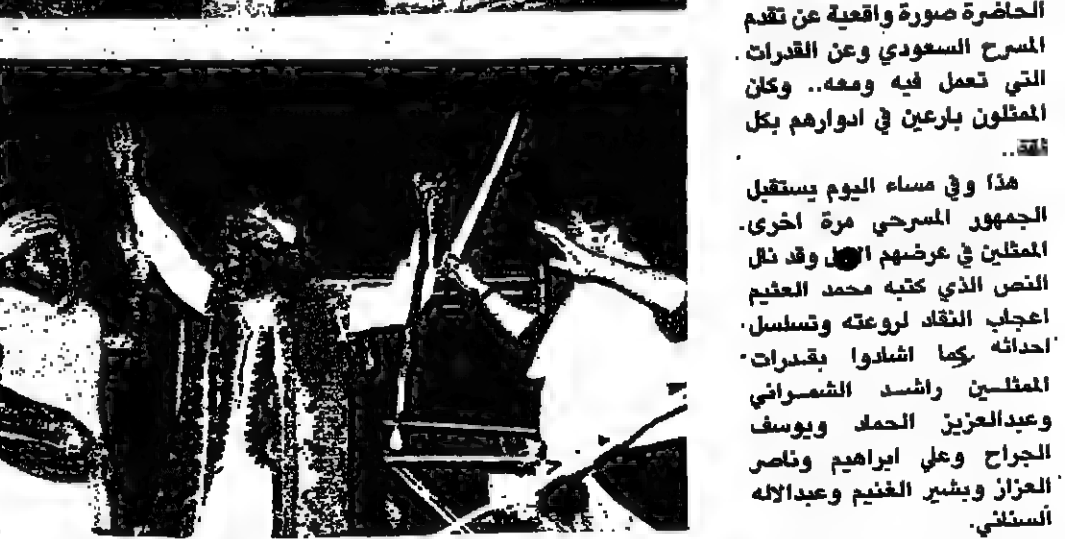 الحاضرة صورة واقعية عن تقدم
المسرح السعودي وعن القدرات
التي تعمل فيه ومعه.. وكان
الممثلون بارعين في ادوارهم بكل
..
هذا وفي مساء اليوم يستقبل
الجمهور المسرحي مرة اخرى
الممثلين في عرضهم وقد نال
النص الذي كتبه محمد العثيم
اعجاب النقاد لروعته وتسلسل
احداثه كما اشادوا بقدرات
الممثلـــين راشـــد الشمـــراني
وعبدالعزيز الحماد ويوسف
الجراح وعلي ابراهيم وناصر
العزاز وبشير الغنيم وعبدالاله
السناني.